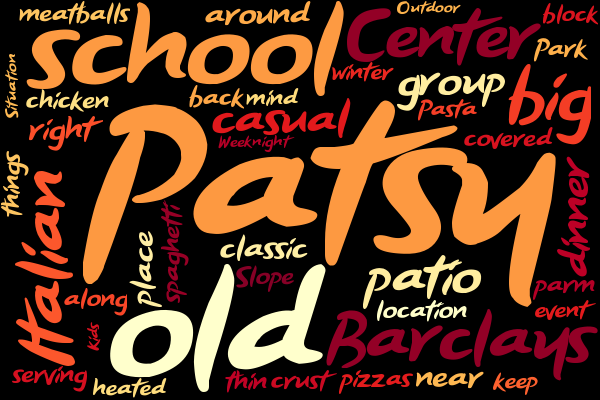 meatballs
around
Outdoor
block
school
Center
Park
Situation
winter
group
big
chicken
back
mind
Pasta
right
casual
Weeknight
covered
Patsy
things
Italian
dinner
place
spaghetti
classic
Slope
patio
parm
along
old
location
event
Kids
Barclays
serving
heated
thin
crust
pizzas
near
keep